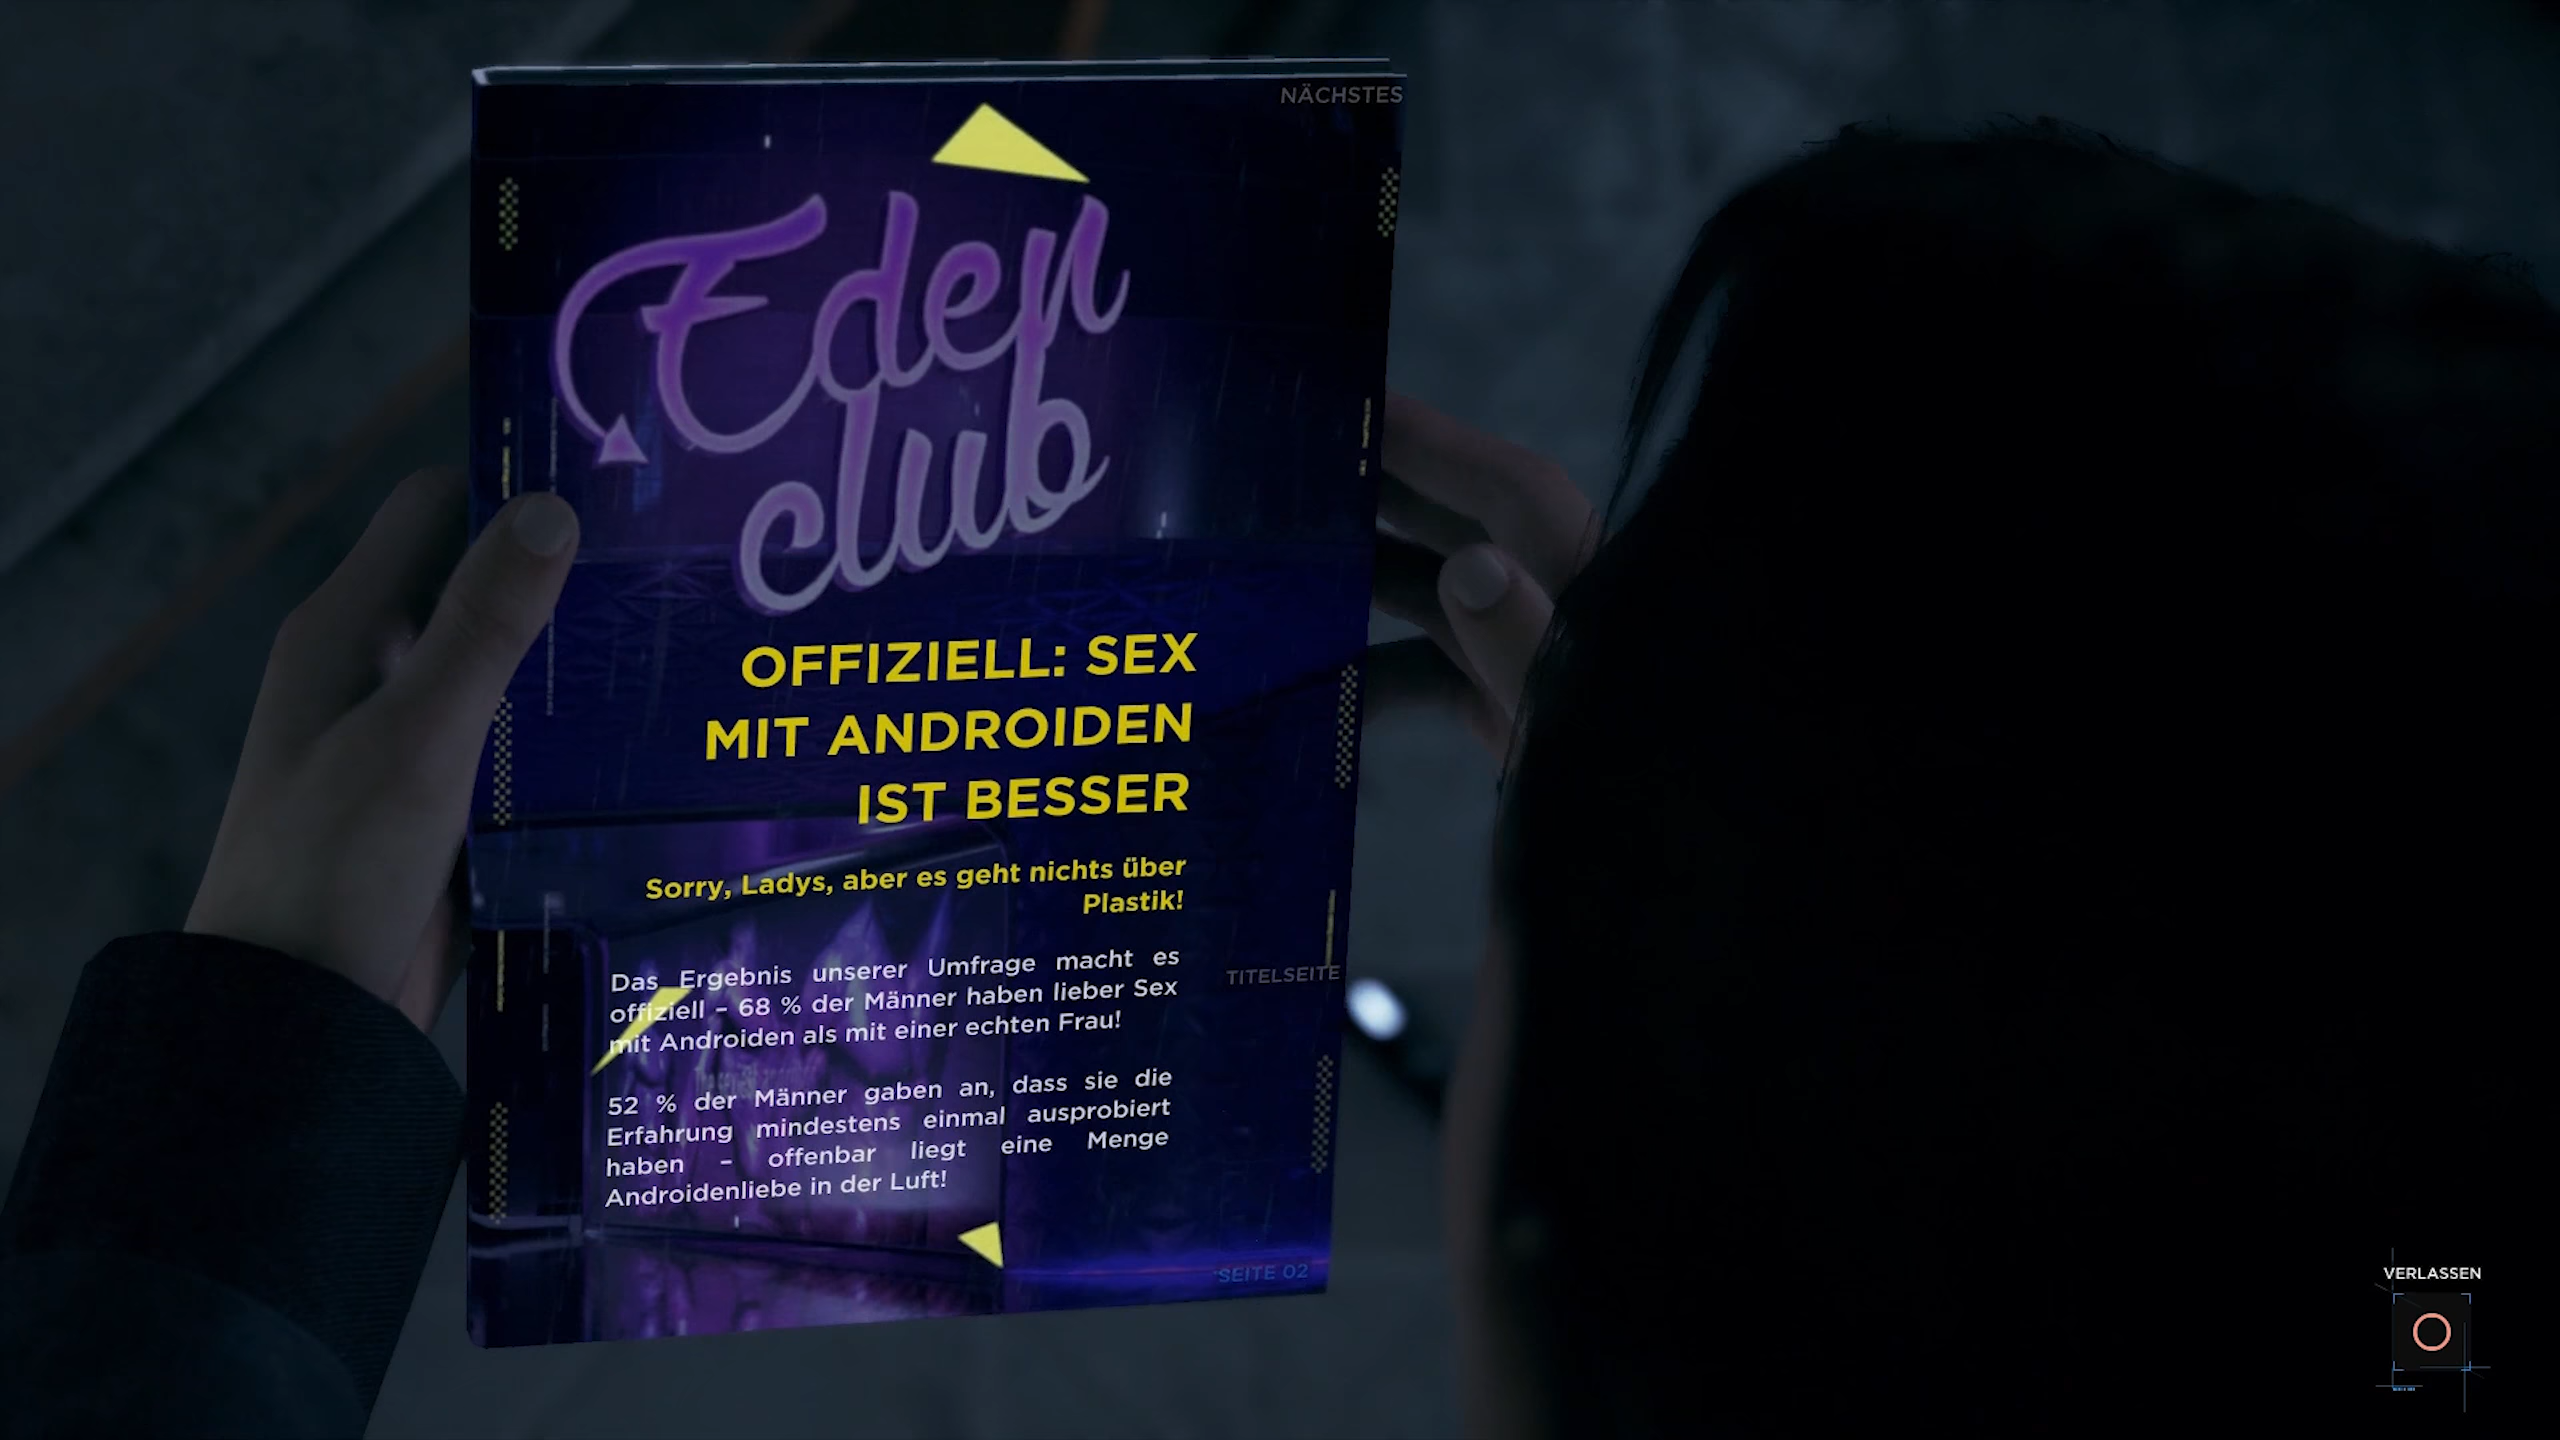 NÄCHSTES
Eden
club
OFFIZIELL: SEX
MIT ANDROIDEN
IST BESSER
Sorry, Ladys, aber es geht nichts über
Plastik!
Das Ergebnis unserer Umfrage macht es
offiziell – 68 % der Männer haben lieber Sex
mit Androiden als mit einer echten Frau!
TITELSEITE
52 % der Männer gaben an, dass sie die
Erfahrung mindestens einmal ausprobiert
haben – offenbar liegt eine Menge
Androidenliebe in der Luft!
SEITE 02
VERLASSEN